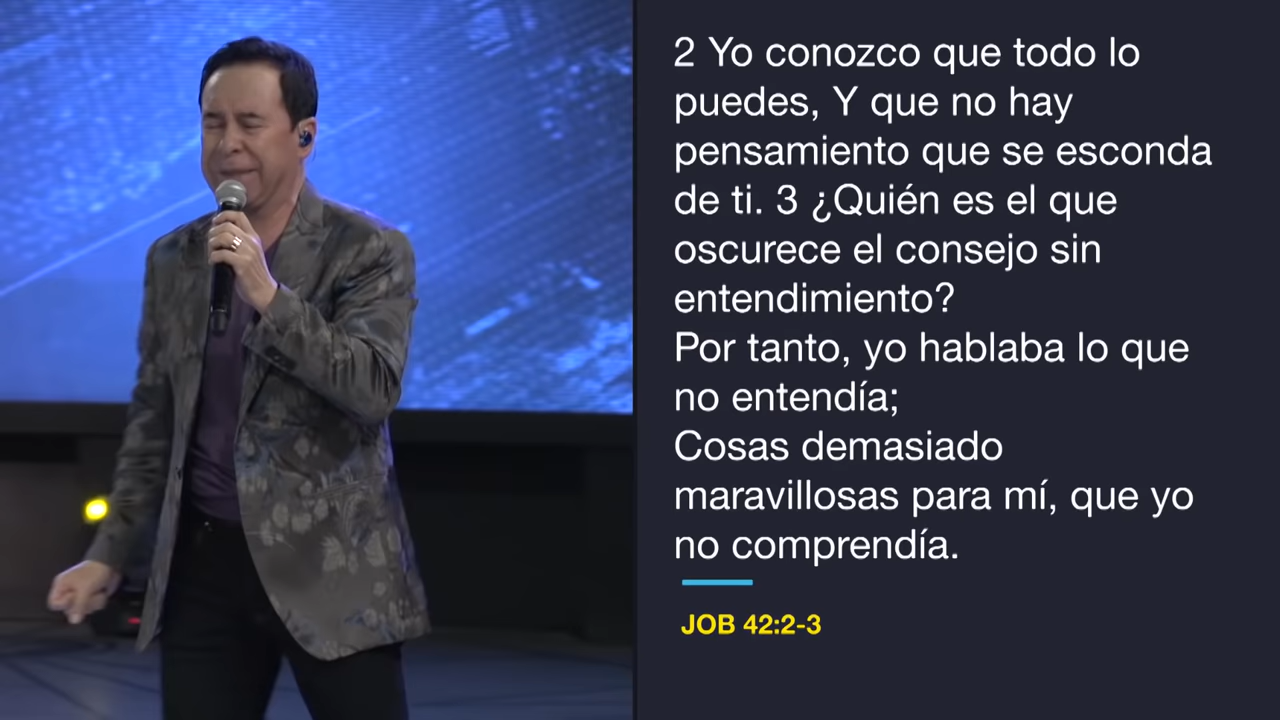 2 Yo conozco que todo lo
puedes, Y que no hay
pensamiento que se esconda
de ti. 3 ¿Quién es el que
oscurece el consejo sin
entendimiento?
Por tanto, yo hablaba lo que
no entendía;
Cosas demasiado
maravillosas para mí, que yo
no comprendía.
JOB 42:2-3